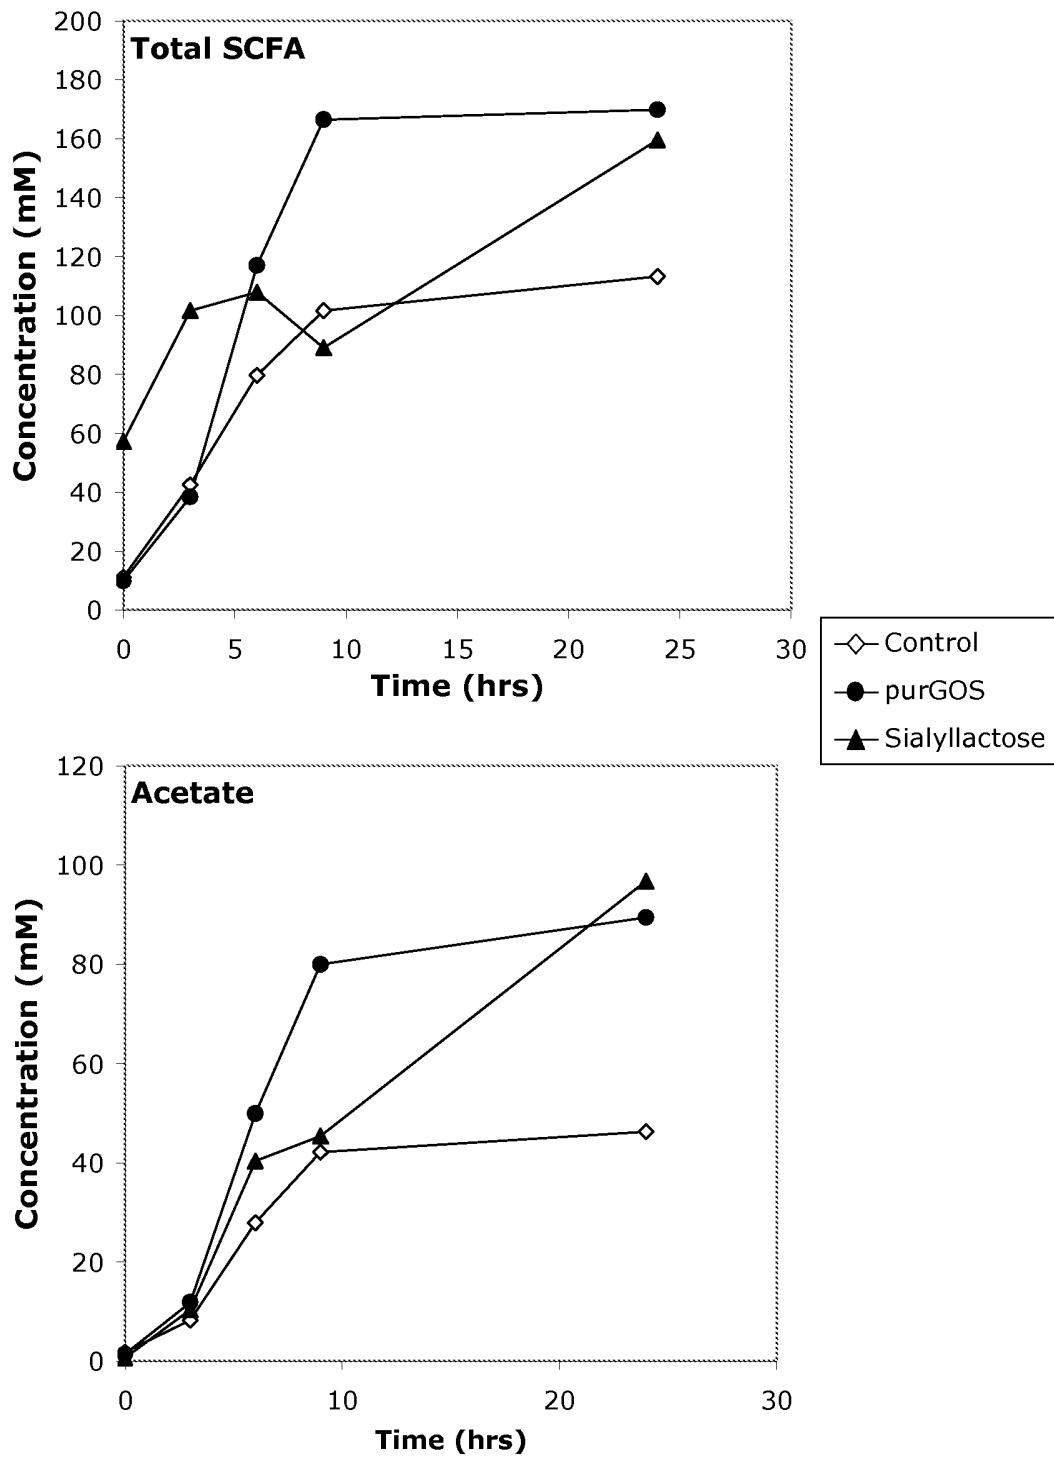 Total SCFA
200
180
160
140
120
100
80
60
40
20
0
Concentration (mM)
0 5 10 15 20 25 30
Time (hrs)
Control
purGOS
Sialyllactose
Acetate
120
100
80
60
40
20
0
Concentration (mM)
0 10 20 30
Time (hrs)